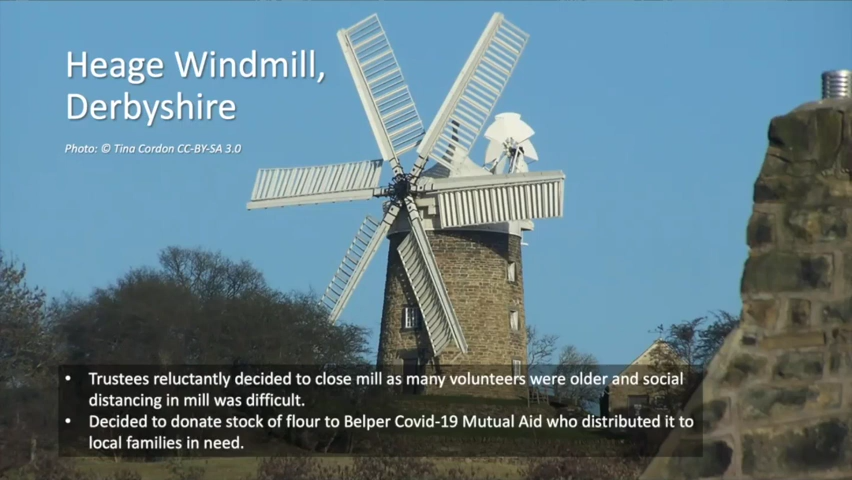 Heage Windmill,
Derbyshire
Photo: © Tina Cordon CC-BY-SA 3.0
• Trustees reluctantly decided to close mill as many volunteers were older and social
distancing in mill was difficult.
• Decided to donate stock of flour to Belper Covid-19 Mutual Aid who distributed it to
local families in need.